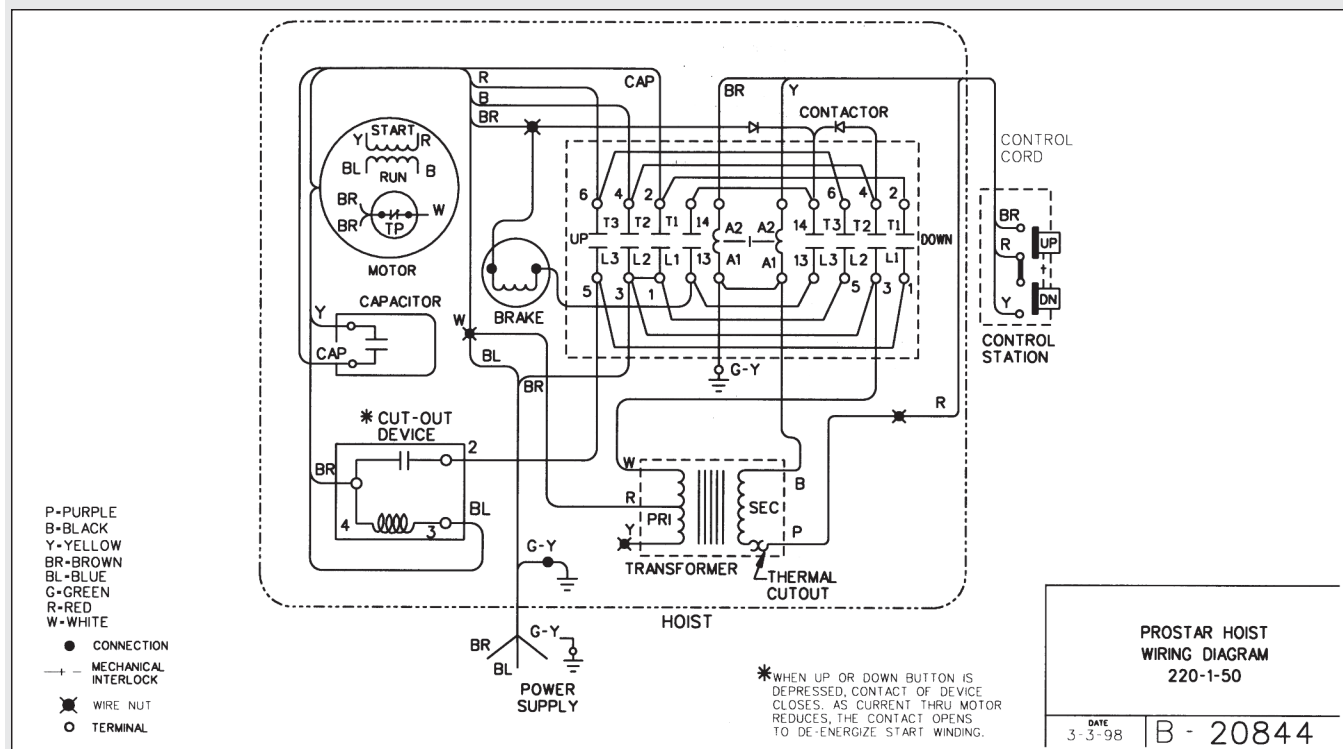 R
CAP
B
BR
BR
Y
CONTACTOR
CONTROL
CORD
START
Y
R
BL
B
RUN
BR
BR
W
TP
MOTOR
6
4
2
14
6
4
2
T3
T2
T1
A2
A2
14
T3
T2
T1
UP
DOWN
L3
L2
L1
13
A1
A1
13
L3
L2
L1
5
3
1
5
3
1
BR
UP
R
Y
DN
CONTROL
STATION
BRAKE
CAPACITOR
Y
CAP
W
BL
BR
G-Y
R
* CUT-OUT
DEVICE
2
BR
BL
4
3
W
B
R
PRI
SEC
Y
P
TRANSFORMER
THERMAL
CUTOUT
G-Y
HOIST
BR
G-Y
BL
POWER
SUPPLY
P-PURPLE
B-BLACK
Y-YELLOW
BR-BROWN
BL-BLUE
G-GREEN
R-RED
W-WHITE
CONNECTION
MECHANICAL
INTERLOCK
WIRE NUT
TERMINAL
*WHEN UP OR DOWN BUTTON IS
DEPRESSED, CONTACT OF DEVICE
CLOSES. AS CURRENT THRU MOTOR
REDUCES, THE CONTACT OPENS
TO DE-ENERGIZE START WINDING.
PROSTAR HOIST
WIRING DIAGRAM
220-1-50
DATE
3-3-98
B - 20844